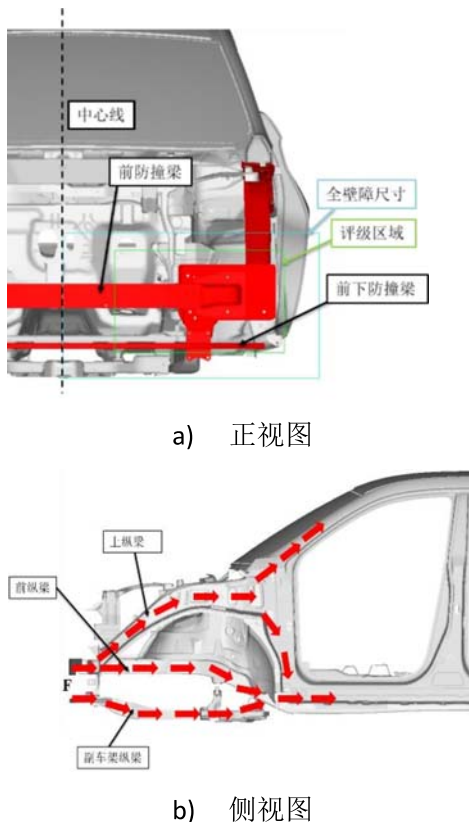 中心线
前防撞梁
全壁障尺寸
评级区域
前下防撞梁
a) 正视图
上纵梁
前纵梁
F
副车架纵梁
b) 侧视图